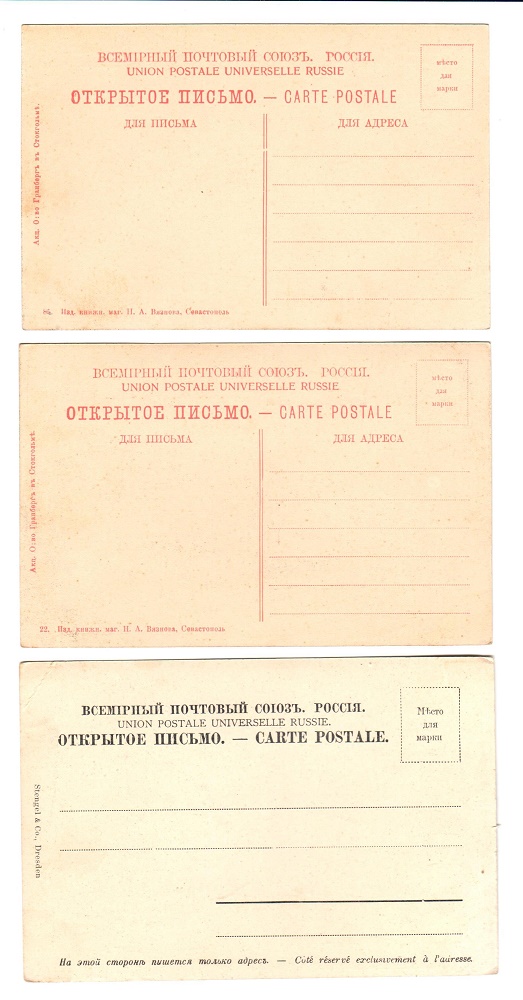 ВСЕМІРНЫЙ ПОЧТОВЫЙ СОЮЗЪ. РОССІЯ.
UNION POSTALE UNIVERSELLE RUSSIE
ОТКРЫТОЕ ПИСЬМО. — CARTE POSTALE
мѣсто
для
марки
ДЛЯ ПИСЬМА
ДЛЯ АДРЕСА
Акц. О-во Гранбергъ въ Стокгольмѣ.
84. Изд. книжн. маг. П. А. Вязнова, Севастополь
ВСЕМІРНЫЙ ПОЧТОВЫЙ СОЮЗЪ. РОССІЯ.
UNION POSTALE UNIVERSELLE RUSSIE
ОТКРЫТОЕ ПИСЬМО. — CARTE POSTALE
мѣсто
для
марки
ДЛЯ ПИСЬМА
ДЛЯ АДРЕСА
Акц. О-во Гранбергъ въ Стокгольмѣ.
22. Изд. книжн. маг. П. А. Вязнова, Севастополь
ВСЕМІРНЫЙ ПОЧТОВЫЙ СОЮЗЪ. РОССІЯ.
UNION POSTALE UNIVERSELLE RUSSIE.
ОТКРЫТОЕ ПИСЬМО. — CARTE POSTALE.
Мѣсто
для
марки
Stengel & Co., Dresden
На этой сторонѣ пишется только адресъ. — Côté réservé exclusivement à l'adresse.